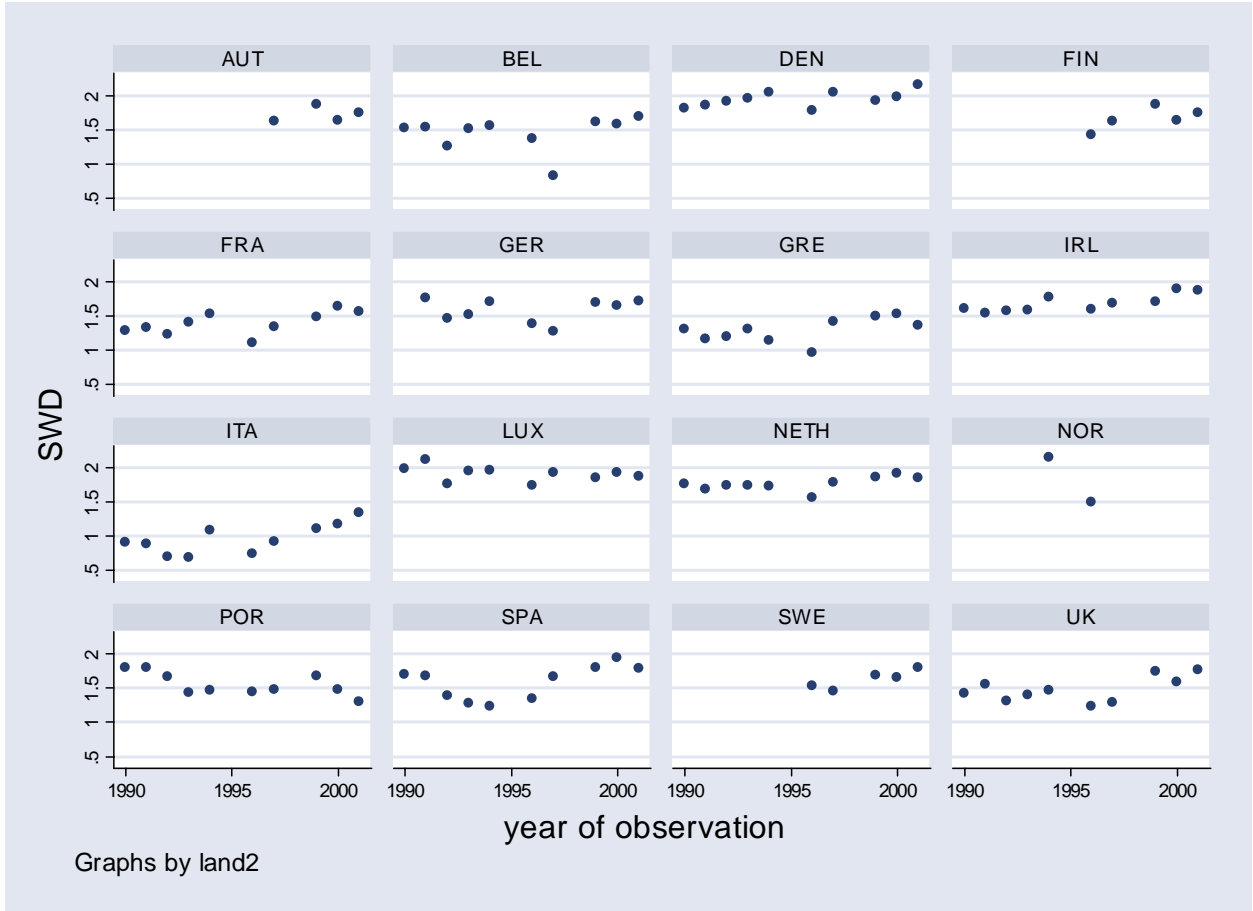 AUT BEL DEN FIN
.5 1 1.5 2
FRA GER GRE IRL
.5 1 1.5 2
ITA LUX NETH NOR
.5 1 1.5 2
POR SPA SWE UK
.5 1 1.5 2
1990 1995 2000 1990 1995 2000 1990 1995 2000 1990 1995 2000
SWD
year of observation
Graphs by land2